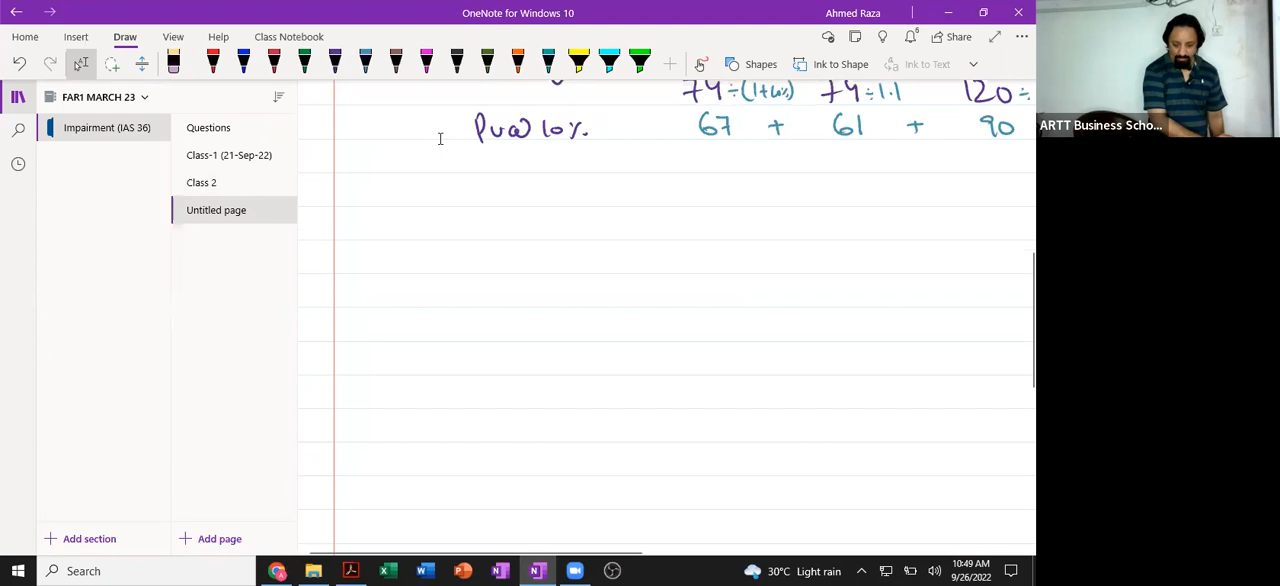 OneNote for Windows 10
Ahmed Raza
Home Insert Draw View Help Class Notebook
6 Share
Shapes Ink to Shape Ink to Text
FAR1 MARCH 23
Impairment (IAS 36)
Questions
Class-1 (21-Sep-22)
Class 2
Untitled page
74÷(1+10%) 74÷1.1 120÷
Pv@10% 67 + 61 + 90
ARTT Business Scho...
Add section
Add page
Search
30°C Light rain
10:49 AM
9/26/2022